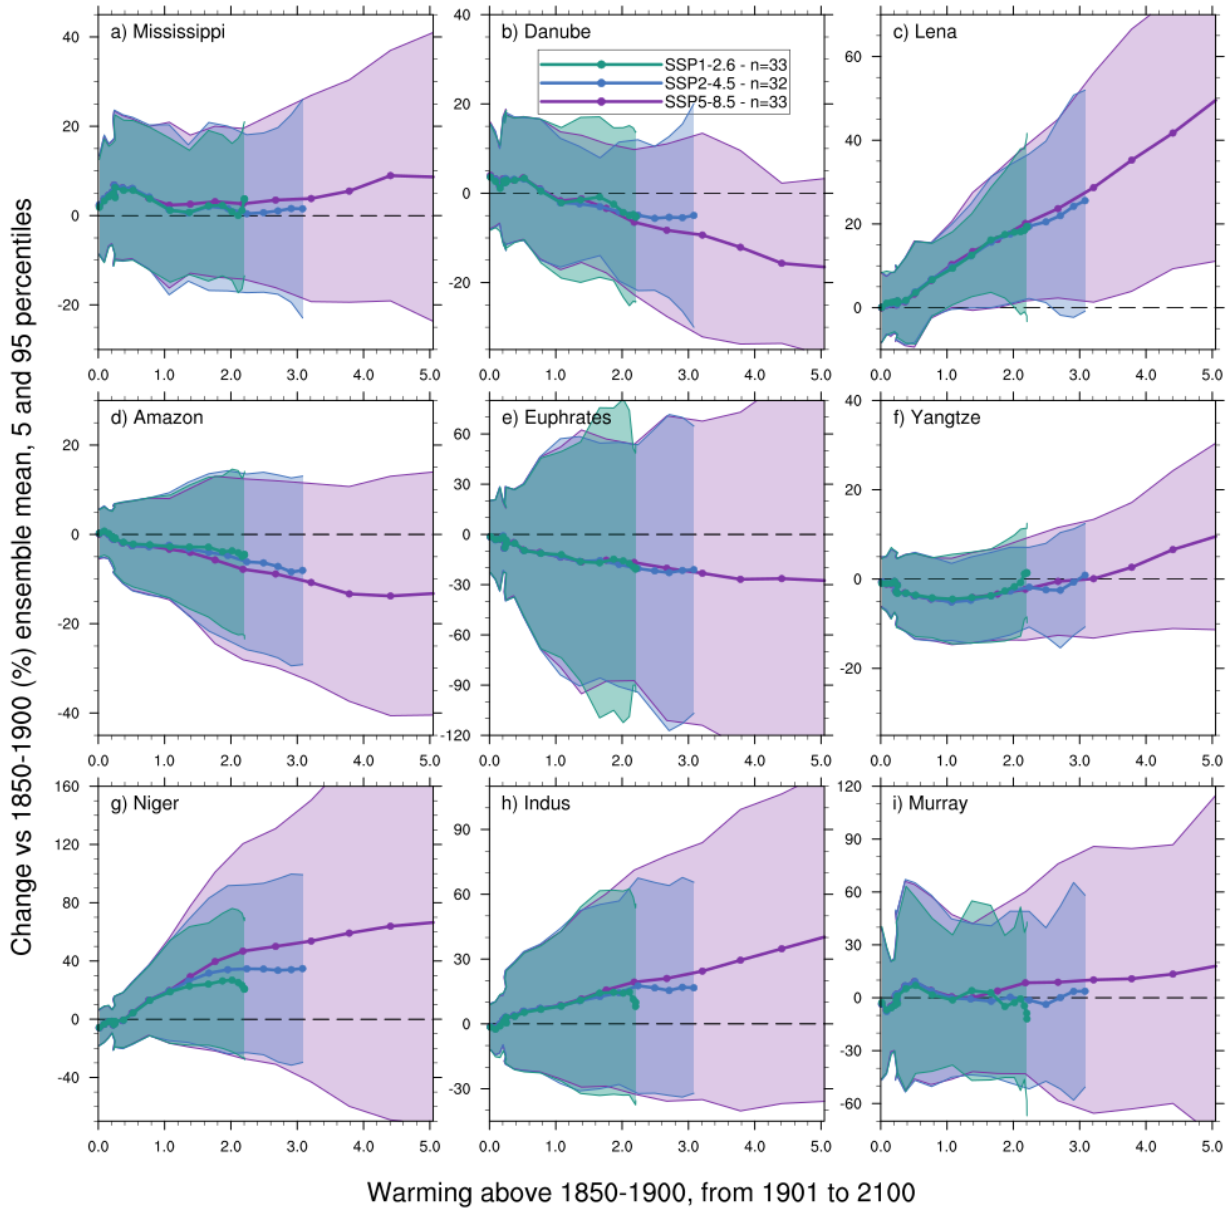 Change vs 1850-1900 (%) ensemble mean, 5 and 95 percentiles
a) Mississippi
40
20
0
-20
0.0 1.0 2.0 3.0 4.0 5.0
b) Danube
SSP1-2.6 - n=33
SSP2-4.5 - n=32
SSP5-8.5 - n=33
40
20
0
-20
0.0 1.0 2.0 3.0 4.0 5.0
c) Lena
60
40
20
0
0.0 1.0 2.0 3.0 4.0 5.0
d) Amazon
20
0
-20
-40
0.0 1.0 2.0 3.0 4.0 5.0
e) Euphrates
60
30
0
-30
-60
-90
-120
0.0 1.0 2.0 3.0 4.0 5.0
f) Yangtze
40
20
0
-20
0.0 1.0 2.0 3.0 4.0 5.0
g) Niger
160
120
80
40
0
-40
0.0 1.0 2.0 3.0 4.0 5.0
h) Indus
90
60
30
0
-30
0.0 1.0 2.0 3.0 4.0 5.0
i) Murray
120
90
60
30
0
-30
-60
0.0 1.0 2.0 3.0 4.0 5.0
Warming above 1850-1900, from 1901 to 2100